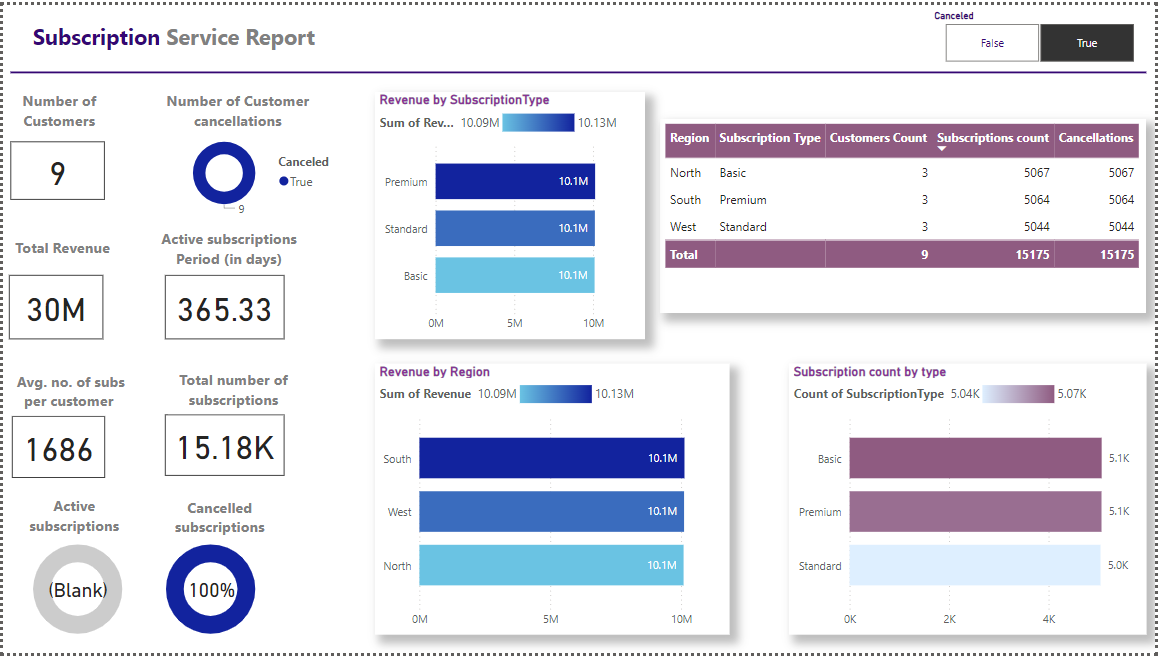 Subscription Service Report
Canceled
False
True
Number of
Customers
9
Number of Customer
cancellations
Canceled
True
9
Total Revenue
30M
Active subscriptions
Period (in days)
365.33
Avg. no. of subs
per customer
1686
Total number of
subscriptions
15.18K
Active
subscriptions
(Blank)
Cancelled
subscriptions
100%
Revenue by SubscriptionType
Sum of Rev... 10.09M 10.13M
Premium 10.1M
Standard 10.1M
Basic 10.1M
0M 5M 10M
Region Subscription Type Customers Count Subscriptions count Cancellations
North Basic 3 5067 5067
South Premium 3 5064 5064
West Standard 3 5044 5044
Total 9 15175 15175
Revenue by Region
Sum of Revenue 10.09M 10.13M
South 10.1M
West 10.1M
North 10.1M
0M 5M 10M
Subscription count by type
Count of SubscriptionType 5.04K 5.07K
Basic 5.1K
Premium 5.1K
Standard 5.0K
0K 2K 4K